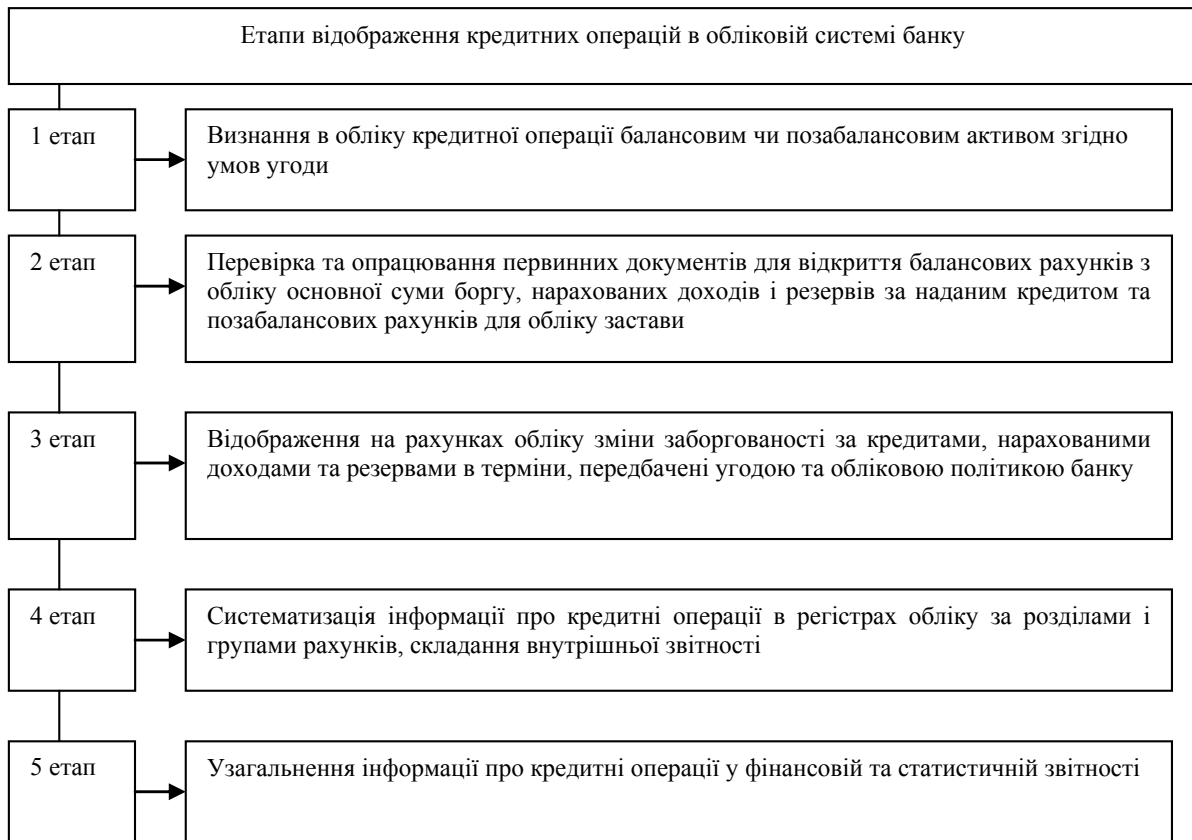 Етапи відображення кредитних операцій в обліковій системі банку
1 етап
Визнання в обліку кредитної операції балансовим чи позабалансовим активом згідно
умов угоди
2 етап
Перевірка та опрацювання первинних документів для відкриття балансових рахунків з
обліку основної суми боргу, нарахованих доходів і резервів за наданим кредитом та
позабалансових рахунків для обліку застави
3 етап
Відображення на рахунках обліку зміни заборгованості за кредитами, нарахованими
доходами та резервами в терміни, передбачені угодою та обліковою політикою банку
4 етап
Систематизація інформації про кредитні операції в регістрах обліку за розділами і
групами рахунків, складання внутрішньої звітності
5 етап
Узагальнення інформації про кредитні операції у фінансовій та статистичній звітності